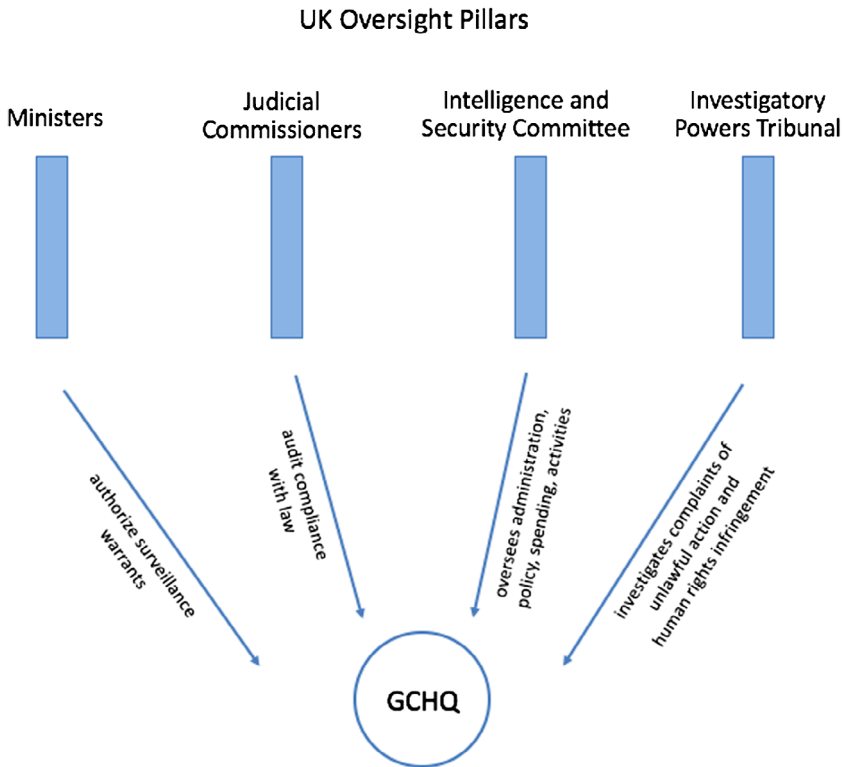 UK Oversight Pillars
Ministers
Judicial
Commissioners
Intelligence and
Security Committee
Investigatory
Powers Tribunal
authorize surveillance
warrants
audit compliance
with law
oversees administration,
policy, spending, activities
investigates complaints of
unlawful action and
human rights infringement
GCHQ